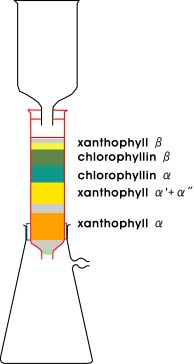 xanthophyll β
chlorophyllin β
chlorophyllin α
xanthophyll α'+α″
xanthophyll α